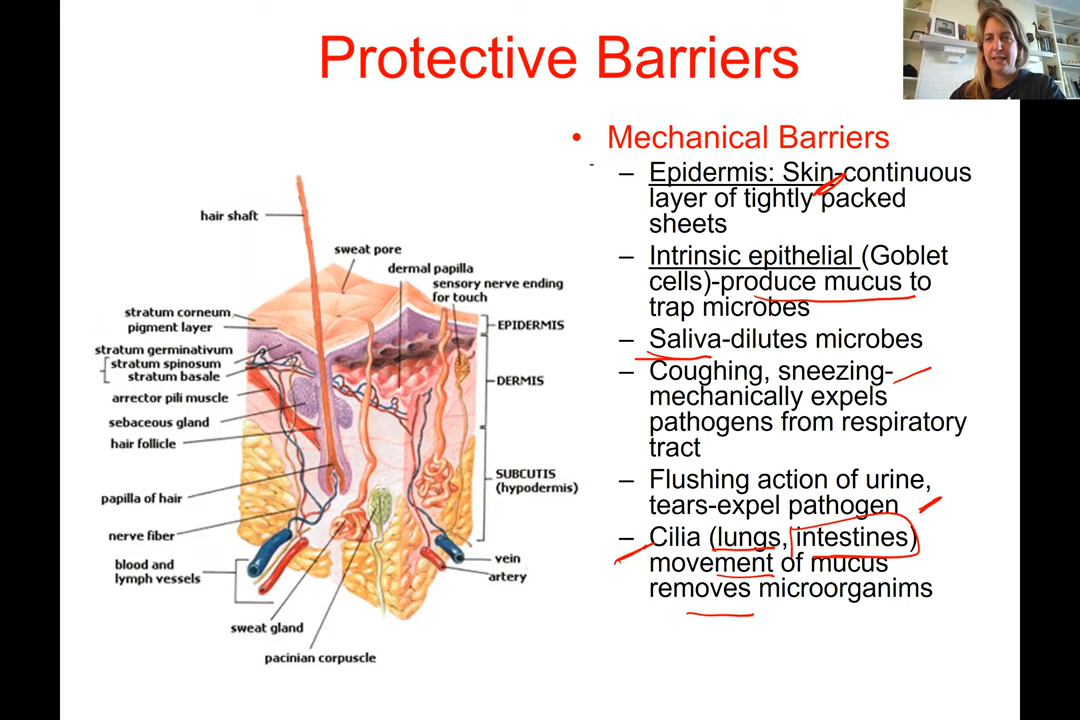 Protective Barriers
• Mechanical Barriers
– Epidermis: Skin-continuous
layer of tightly packed
sheets
– Intrinsic epithelial (Goblet
cells)-produce mucus to
trap microbes
– Saliva-dilutes microbes
– Coughing, sneezing-
mechanically expels
pathogens from respiratory
tract
– Flushing action of urine,
tears-expel pathogen
– Cilia (lungs, intestines)
movement of mucus
removes microorganims
hair shaft
sweat pore
dermal papilla
sensory nerve ending
for touch
stratum corneum
pigment layer
stratum germinativum
stratum spinosum
stratum basale
arrector pili muscle
sebaceous gland
hair follicle
papilla of hair
nerve fiber
blood and
lymph vessels
sweat gland
pacinian corpuscle
EPIDERMIS
DERMIS
SUBCUTIS
(hypodermis)
vein
artery